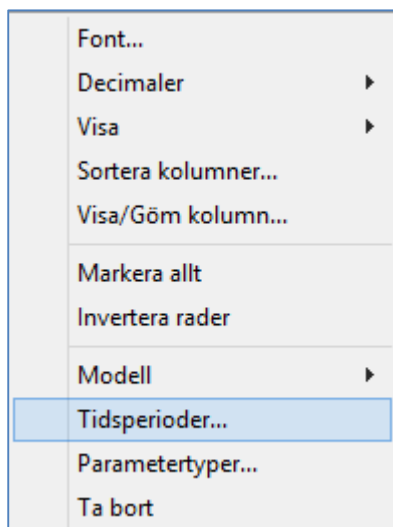 Font...
Decimaler
Visa
Sortera kolumner...
Visa/Göm kolumn...
Markera allt
Invertera rader
Modell
Tidsperioder...
Parametertyper...
Ta bort